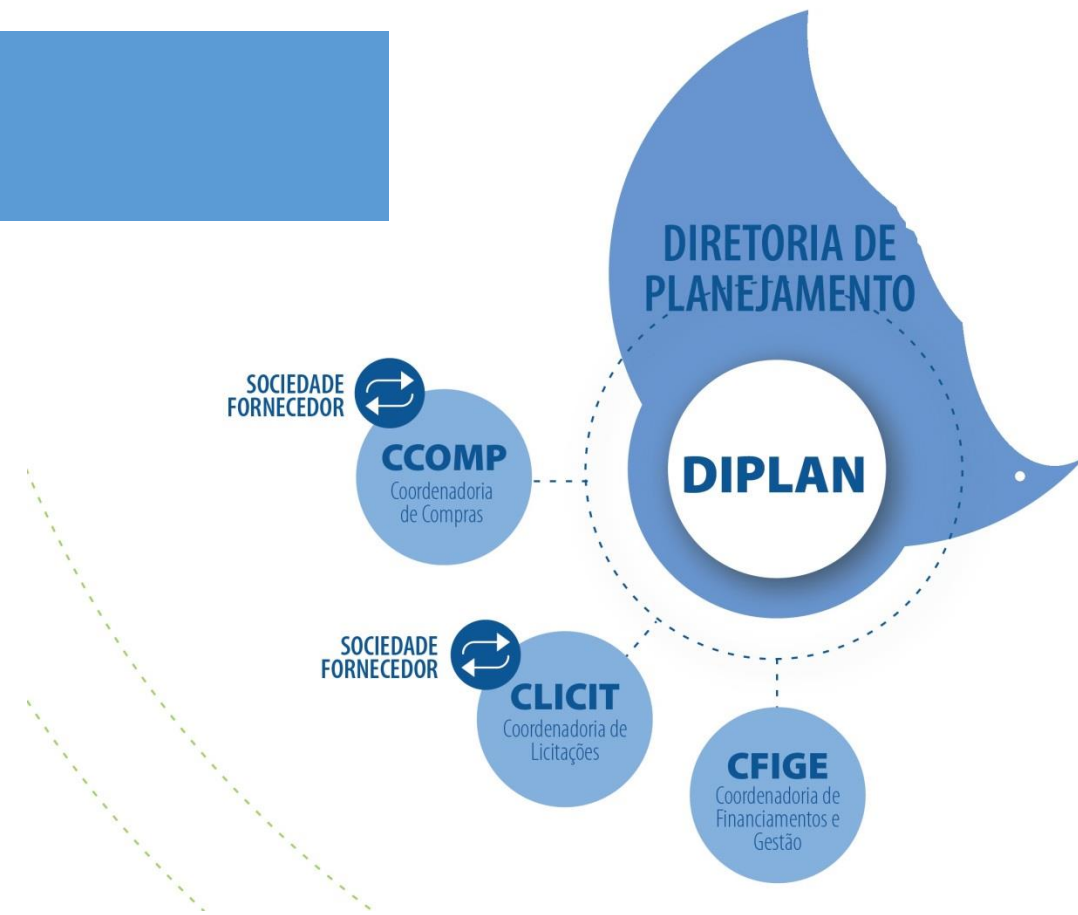 DIRETORIA DE
PLANEJAMENTO
DIPLAN
SOCIEDADE
FORNECEDOR
CCOMP
Coordenadoria
de Compras
SOCIEDADE
FORNECEDOR
CLICIT
Coordenadoria de
Licitações
CFIGE
Coordenadoria de
Financiamentos e
Gestão